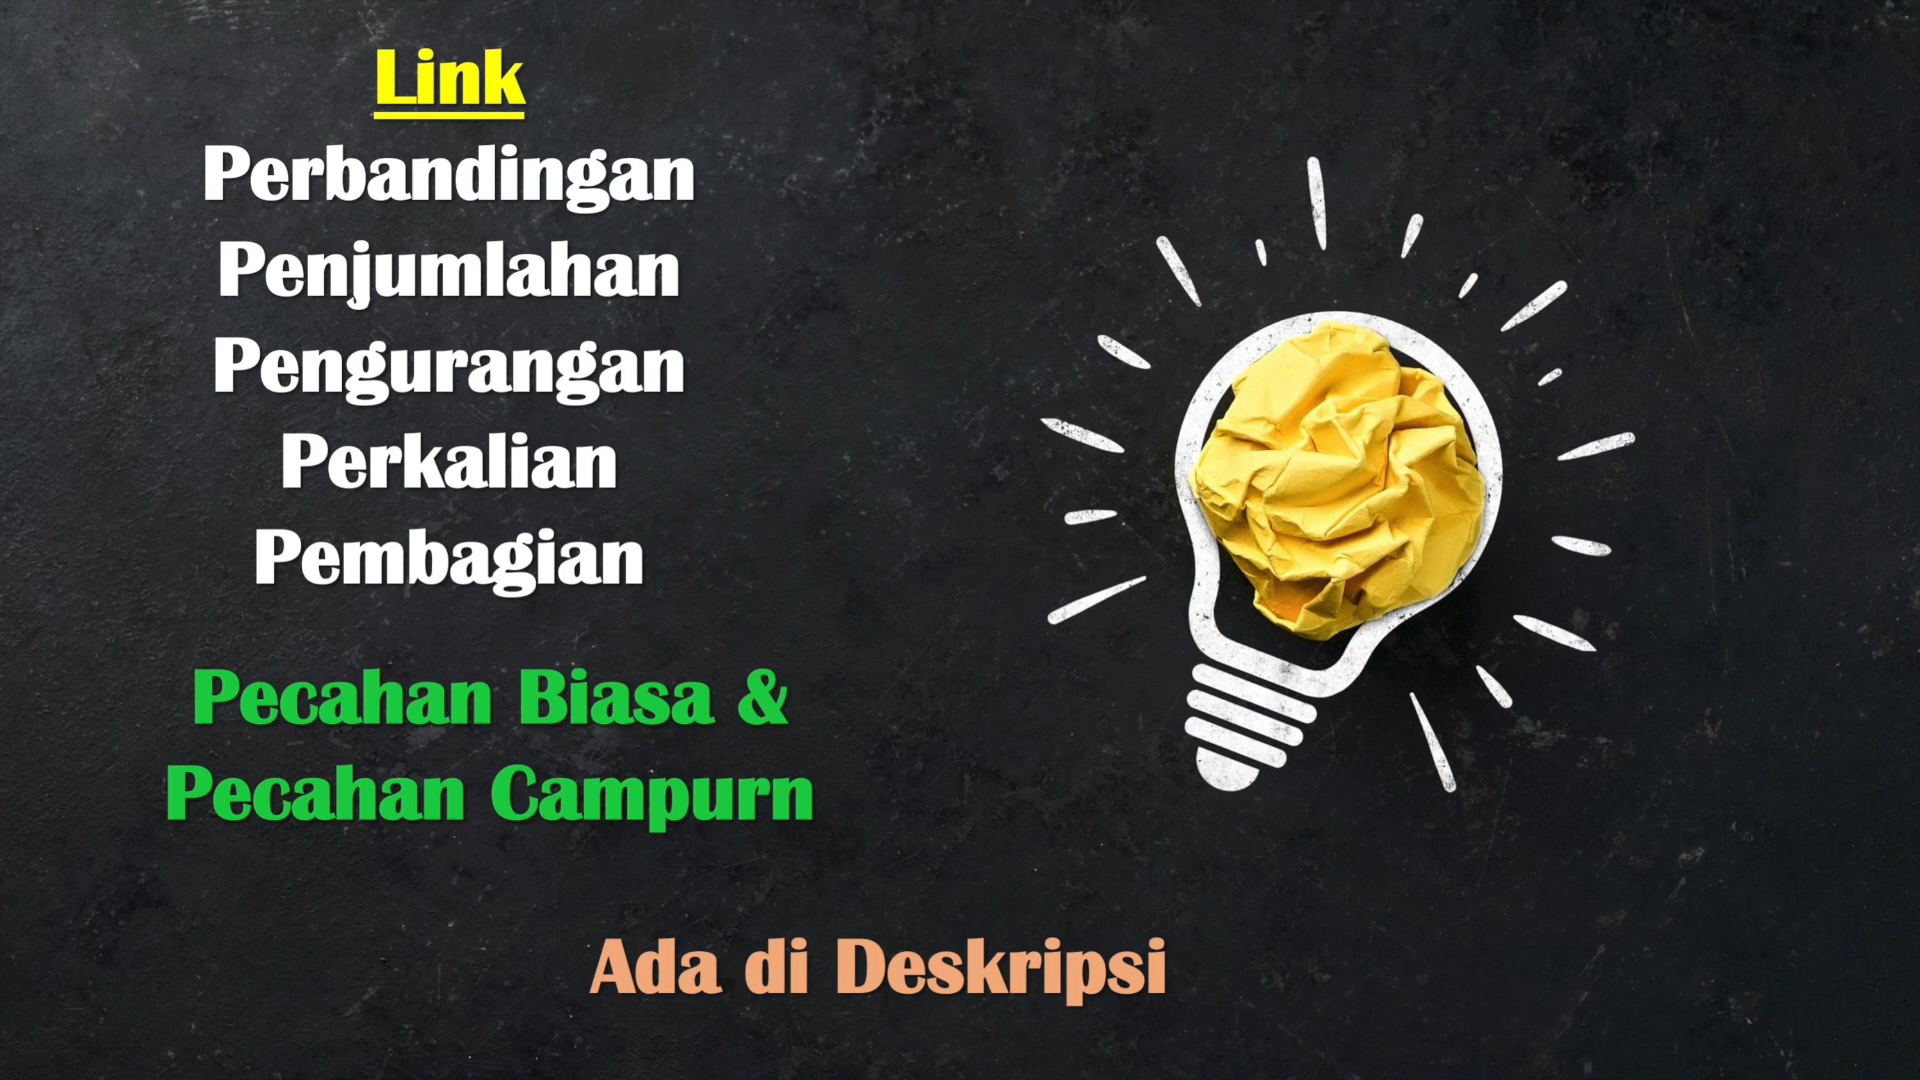 Link
Perbandingan
Penjumlahan
Pengurangan
Perkalian
Pembagian
Pecahan Biasa &
Pecahan Campurn
Ada di Deskripsi